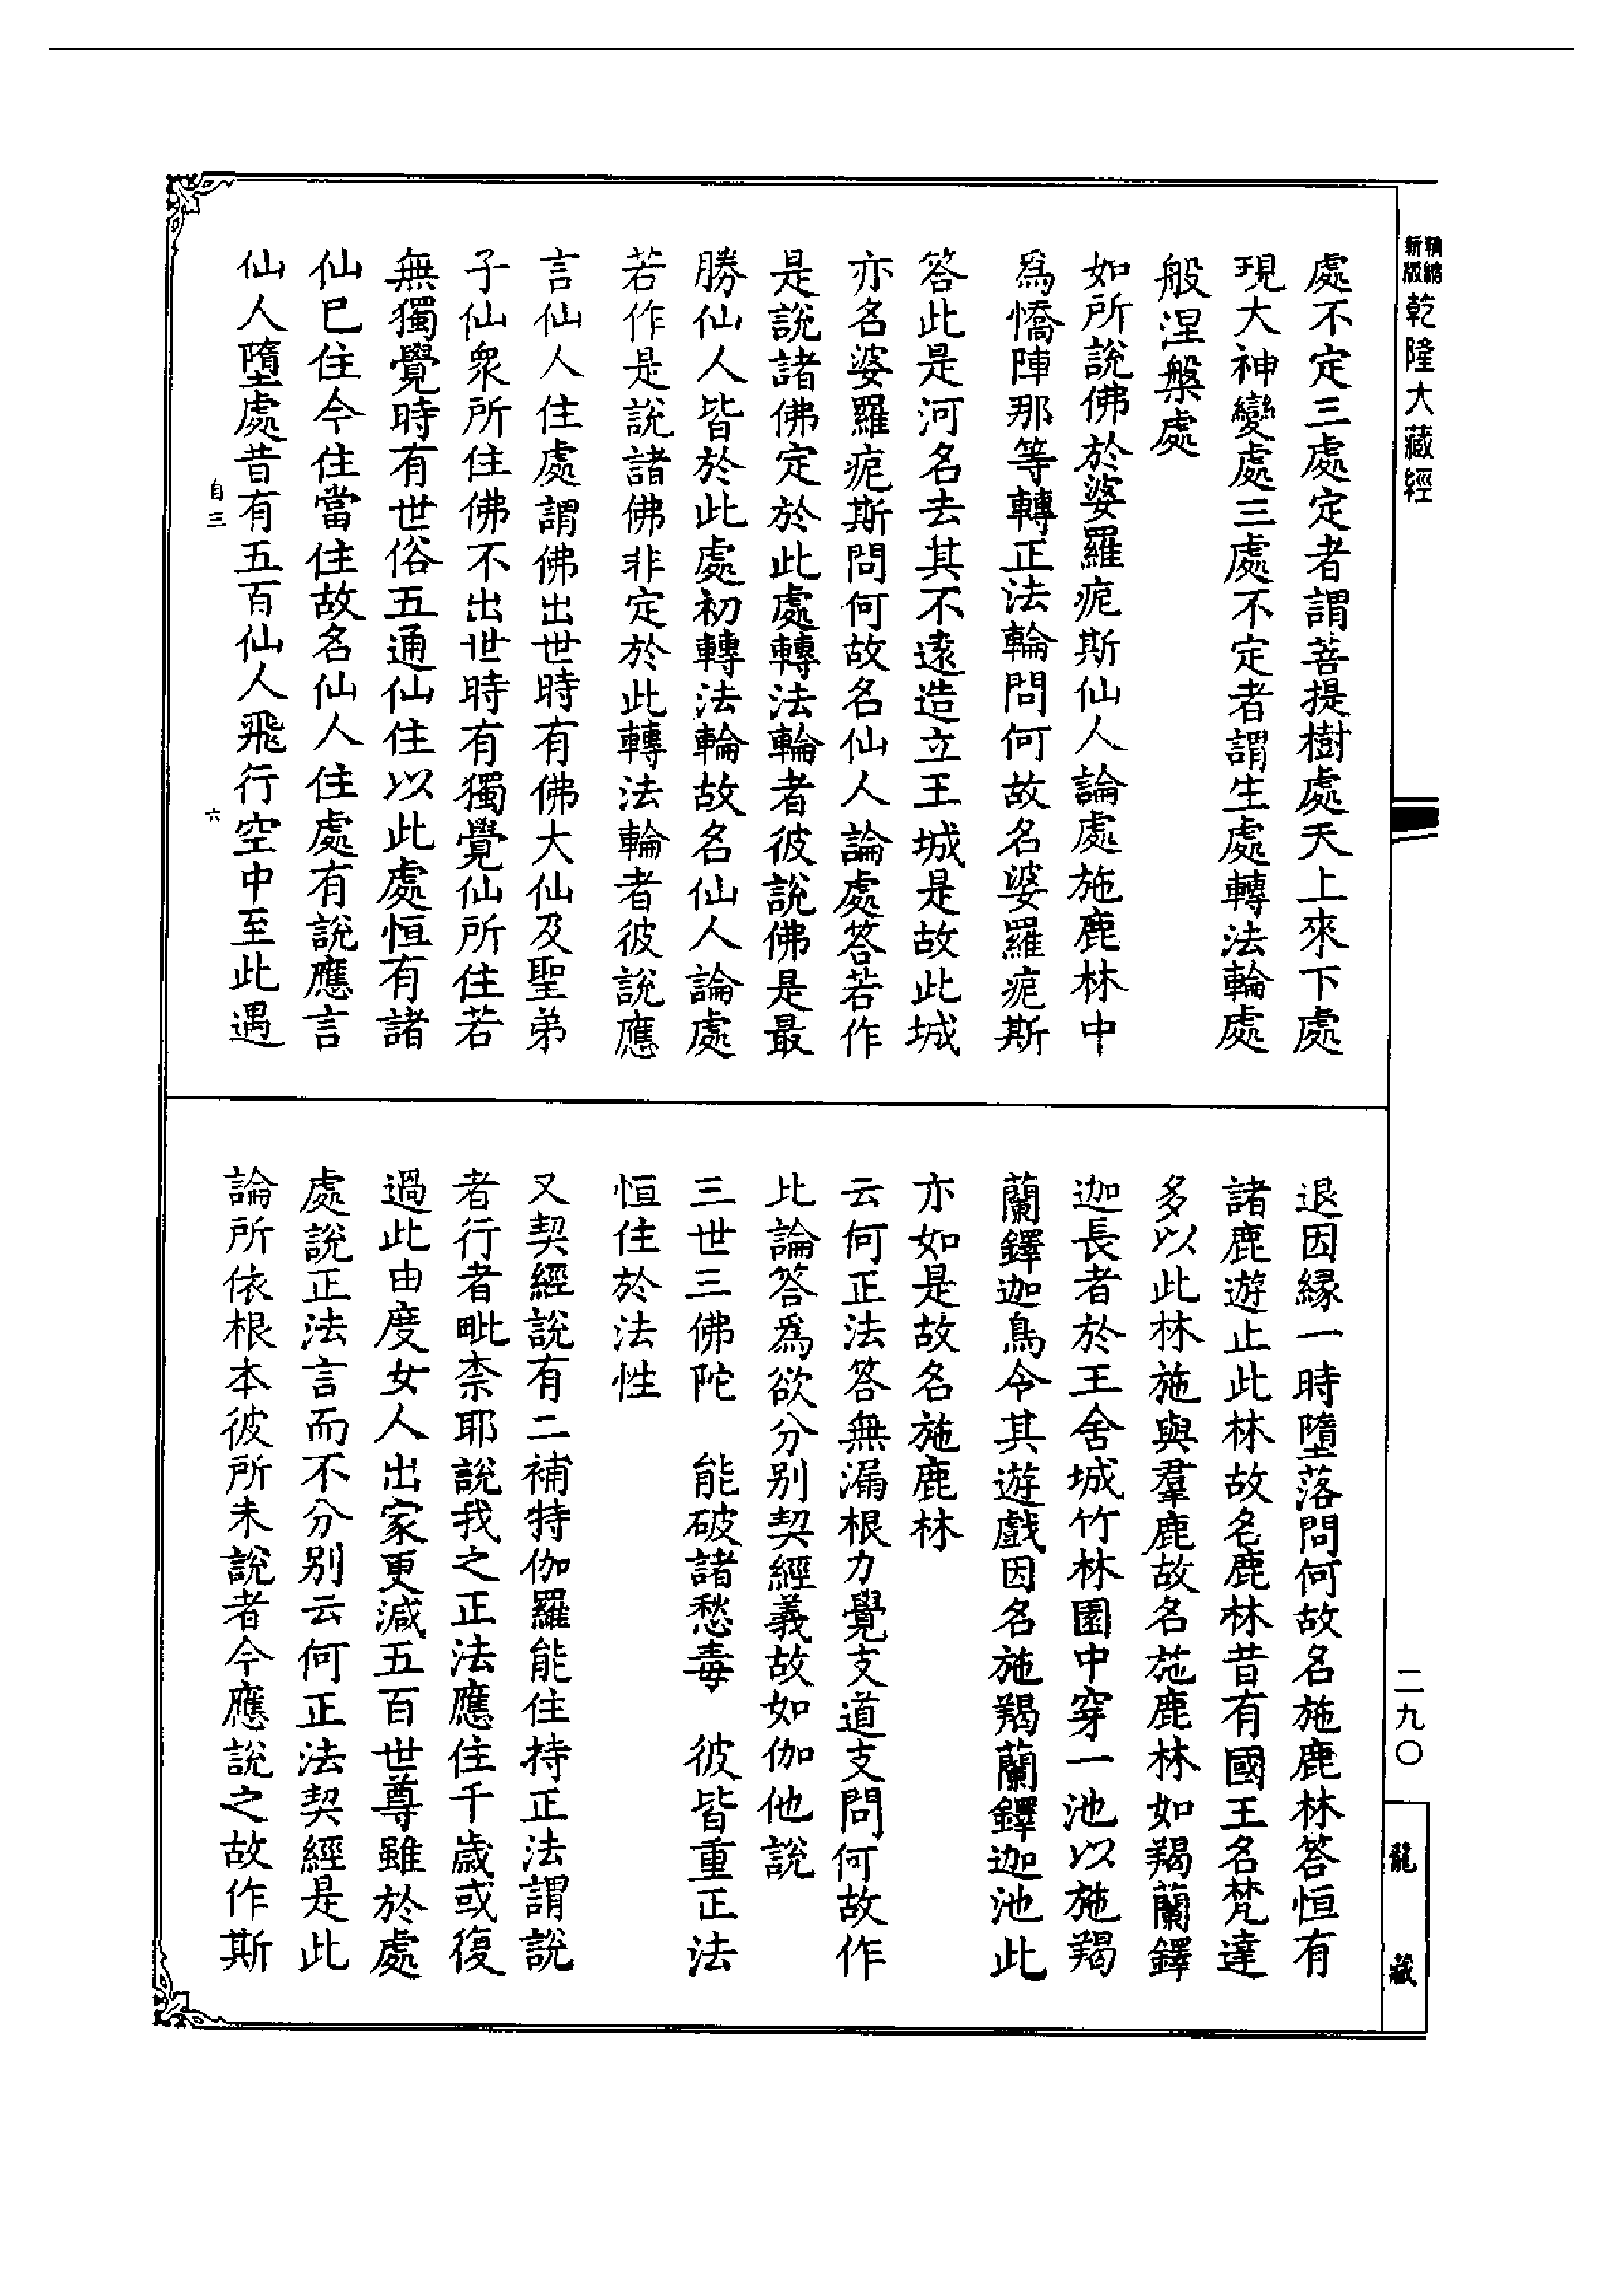 精縮新版乾隆大藏經
處不定三處定者謂菩提樹處天上來下處
現大神變處三處不定者謂生處轉法輪處
般涅槃處
如所說佛於婆羅痆斯仙人論處施鹿林中
爲憍陣那等轉正法輪問何故名婆羅痆斯
答此是河名去其不遠造立王城是故此城
亦名婆羅痆斯問何故名仙人論處答若作
是說諸佛定於此處轉法輪者彼說佛是最
勝仙人皆於此處初轉法輪故名仙人論處
若作是說諸佛非定於此轉法輪者彼說應
言仙人住處謂佛出世時有佛大仙及聖弟
子仙衆所住佛不出世時有獨覺仙所住若
無獨覺時有世俗五通仙住以此處恒有諸
仙巳住今住當住故名仙人住處有說應言
仙人墮處昔有五百仙人飛行空中至此遇
自三 六
退因緣一時墮落問何故名施鹿林答恒有
諸鹿遊止此林故名鹿林昔有國王名梵達
多以此林施與羣鹿故名施鹿林如羯蘭鐸
迦長者於王舍城竹林園中穿一池以施羯
蘭鐸迦鳥令其遊戲因名施羯蘭鐸迦池此
亦如是故名施鹿林
云何正法答無漏根力覺支道支問何故作
此論答爲欲分別契經義故如伽他說
三世三佛陀　能破諸愁毒　彼皆重正法
恒住於法性
又契經說有二補特伽羅能住持正法謂說
者行者毗柰耶說我之正法應住千歲或復
過此由度女人出家更減五百世尊雖於處
處說正法言而不分別云何正法契經是此
論所依根本彼所未說者今應說之故作斯
二九〇
龍藏